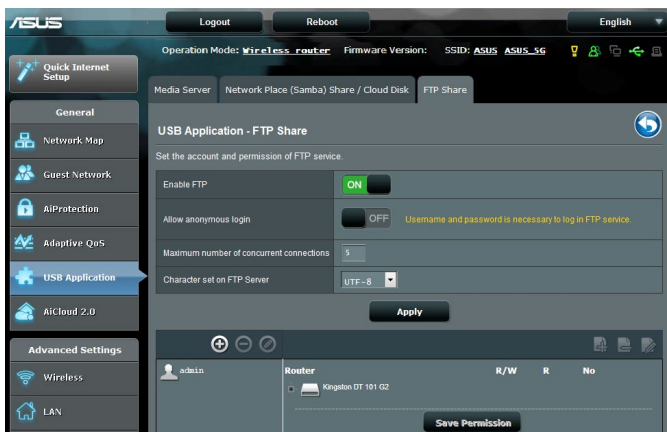 ASUS
Logout
Reboot
English
Operation Mode: Wireless router Firmware Version: SSID: ASUS ASUS_5G
Quick Internet
Setup
Media Server
Network Place (Samba) Share / Cloud Disk
FTP Share
General
Network Map
Guest Network
AiProtection
Adaptive QoS
USB Application
AiCloud 2.0
Advanced Settings
Wireless
LAN
USB Application - FTP Share
Set the account and permission of FTP service.
Enable FTP
ON
Allow anonymous login
OFF
Username and password is necessary to log in FTP service.
Maximum number of concurrent connections
5
Character set on FTP Server
UTF-8
Apply
admin
Router R/W R No
Kingston DT 101 G2
Save Permission